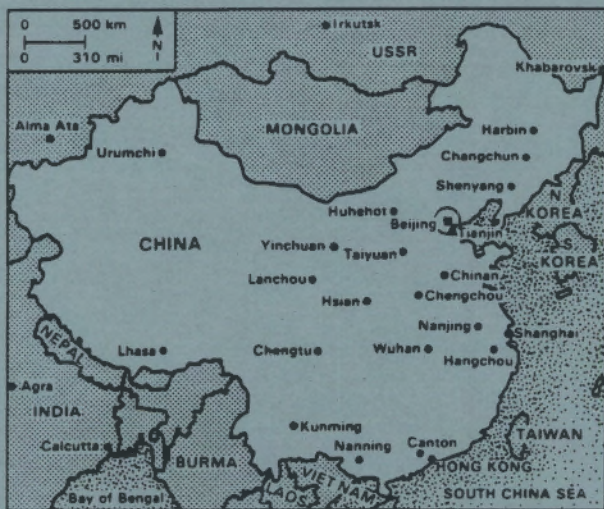 0 500 km
0 310 mi
N
Irkutsk
USSR
Khabarovsk
Alma Ata
MONGOLIA
Harbin
Urumchi
Changchun
Shenyang
Huhehot
Beijing
Tianjin
N.
KOREA
S.
KOREA
CHINA
Yinchuan
Taiyuan
Lanchou
Chinan
Hsian
Chengchou
Nanjing
Shanghai
NEPAL
Lhasa
Chengtu
Wuhan
Hangchou
Agra
INDIA
Kunming
TAIWAN
Calcutta
BURMA
Nanning
Canton
HONG KONG
LAOS
VIET NAM
Bay of Bengal
SOUTH CHINA SEA